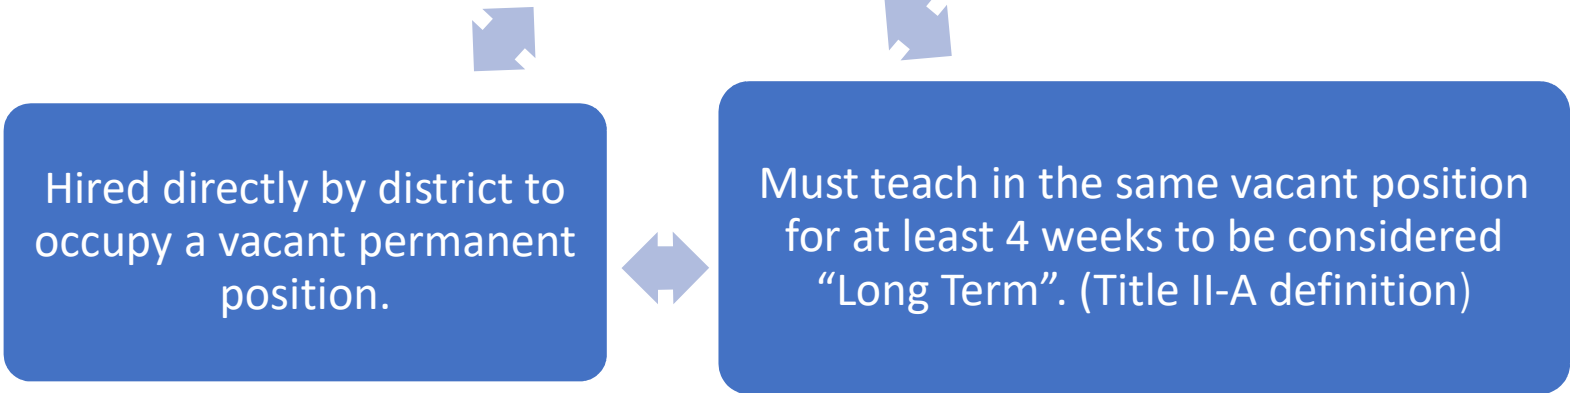 Hired directly by district to
occupy a vacant permanent
position.
Must teach in the same vacant position
for at least 4 weeks to be considered
“Long Term”. (Title II-A definition)